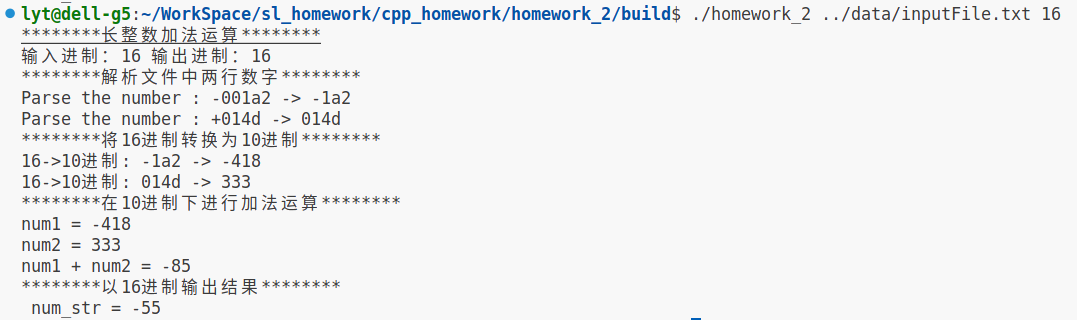 lyt@dell-g5:~/WorkSpace/sl_homework/cpp_homework/homework_2/build$ ./homework_2 ../data/inputFile.txt 16
********长整数加法运算********
输入进制：16 输出进制：16
********解析文件中两行数字********
Parse the number : -001a2 -> -1a2
Parse the number : +014d -> 014d
********将16进制转换为10进制********
16->10进制: -1a2 -> -418
16->10进制: 014d -> 333
********在10进制下进行加法运算********
num1 = -418
num2 = 333
num1 + num2 = -85
********以16进制输出结果********
num_str = -55